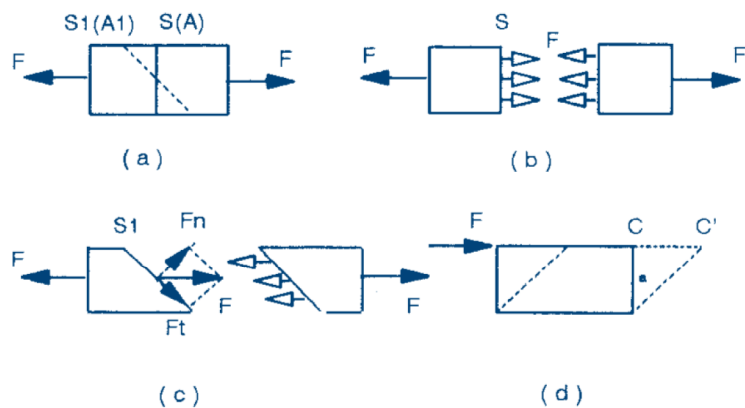 S1(A1) S(A)
F F
(a)
S
F F F
(b)
S1 Fn
F F
Ft F
(c)
F C C'
a
(d)